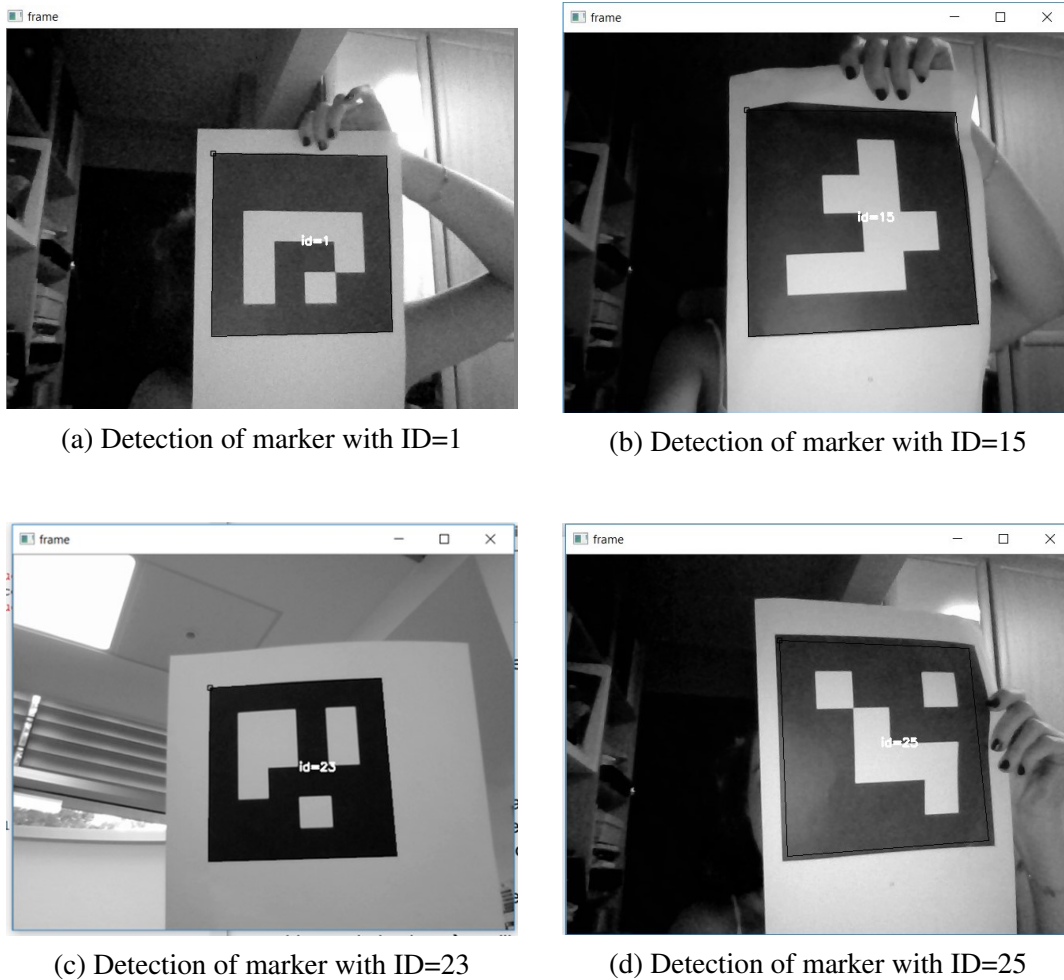 frame
id=1
(a) Detection of marker with ID=1
frame
id=15
(b) Detection of marker with ID=15
frame
id=23
(c) Detection of marker with ID=23
frame
id=25
(d) Detection of marker with ID=25